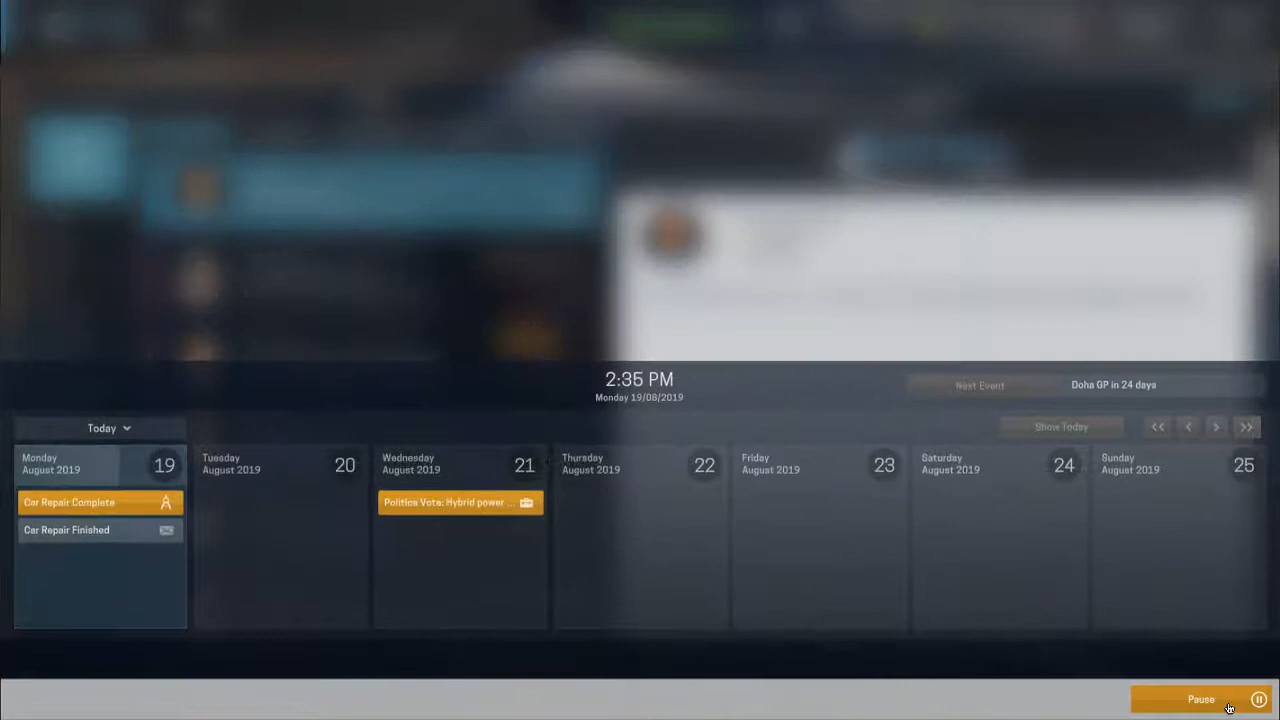 2:35 PM
Monday 19/08/2019
Next Event
Doha GP in 24 days
Today
Show Today
Monday
August 2019
19
Tuesday
August 2019
20
Wednesday
August 2019
21
Thursday
August 2019
22
Friday
August 2019
23
Saturday
August 2019
24
Sunday
August 2019
25
Car Repair Complete
Politics Vote: Hybrid power ...
Car Repair Finished
Pause